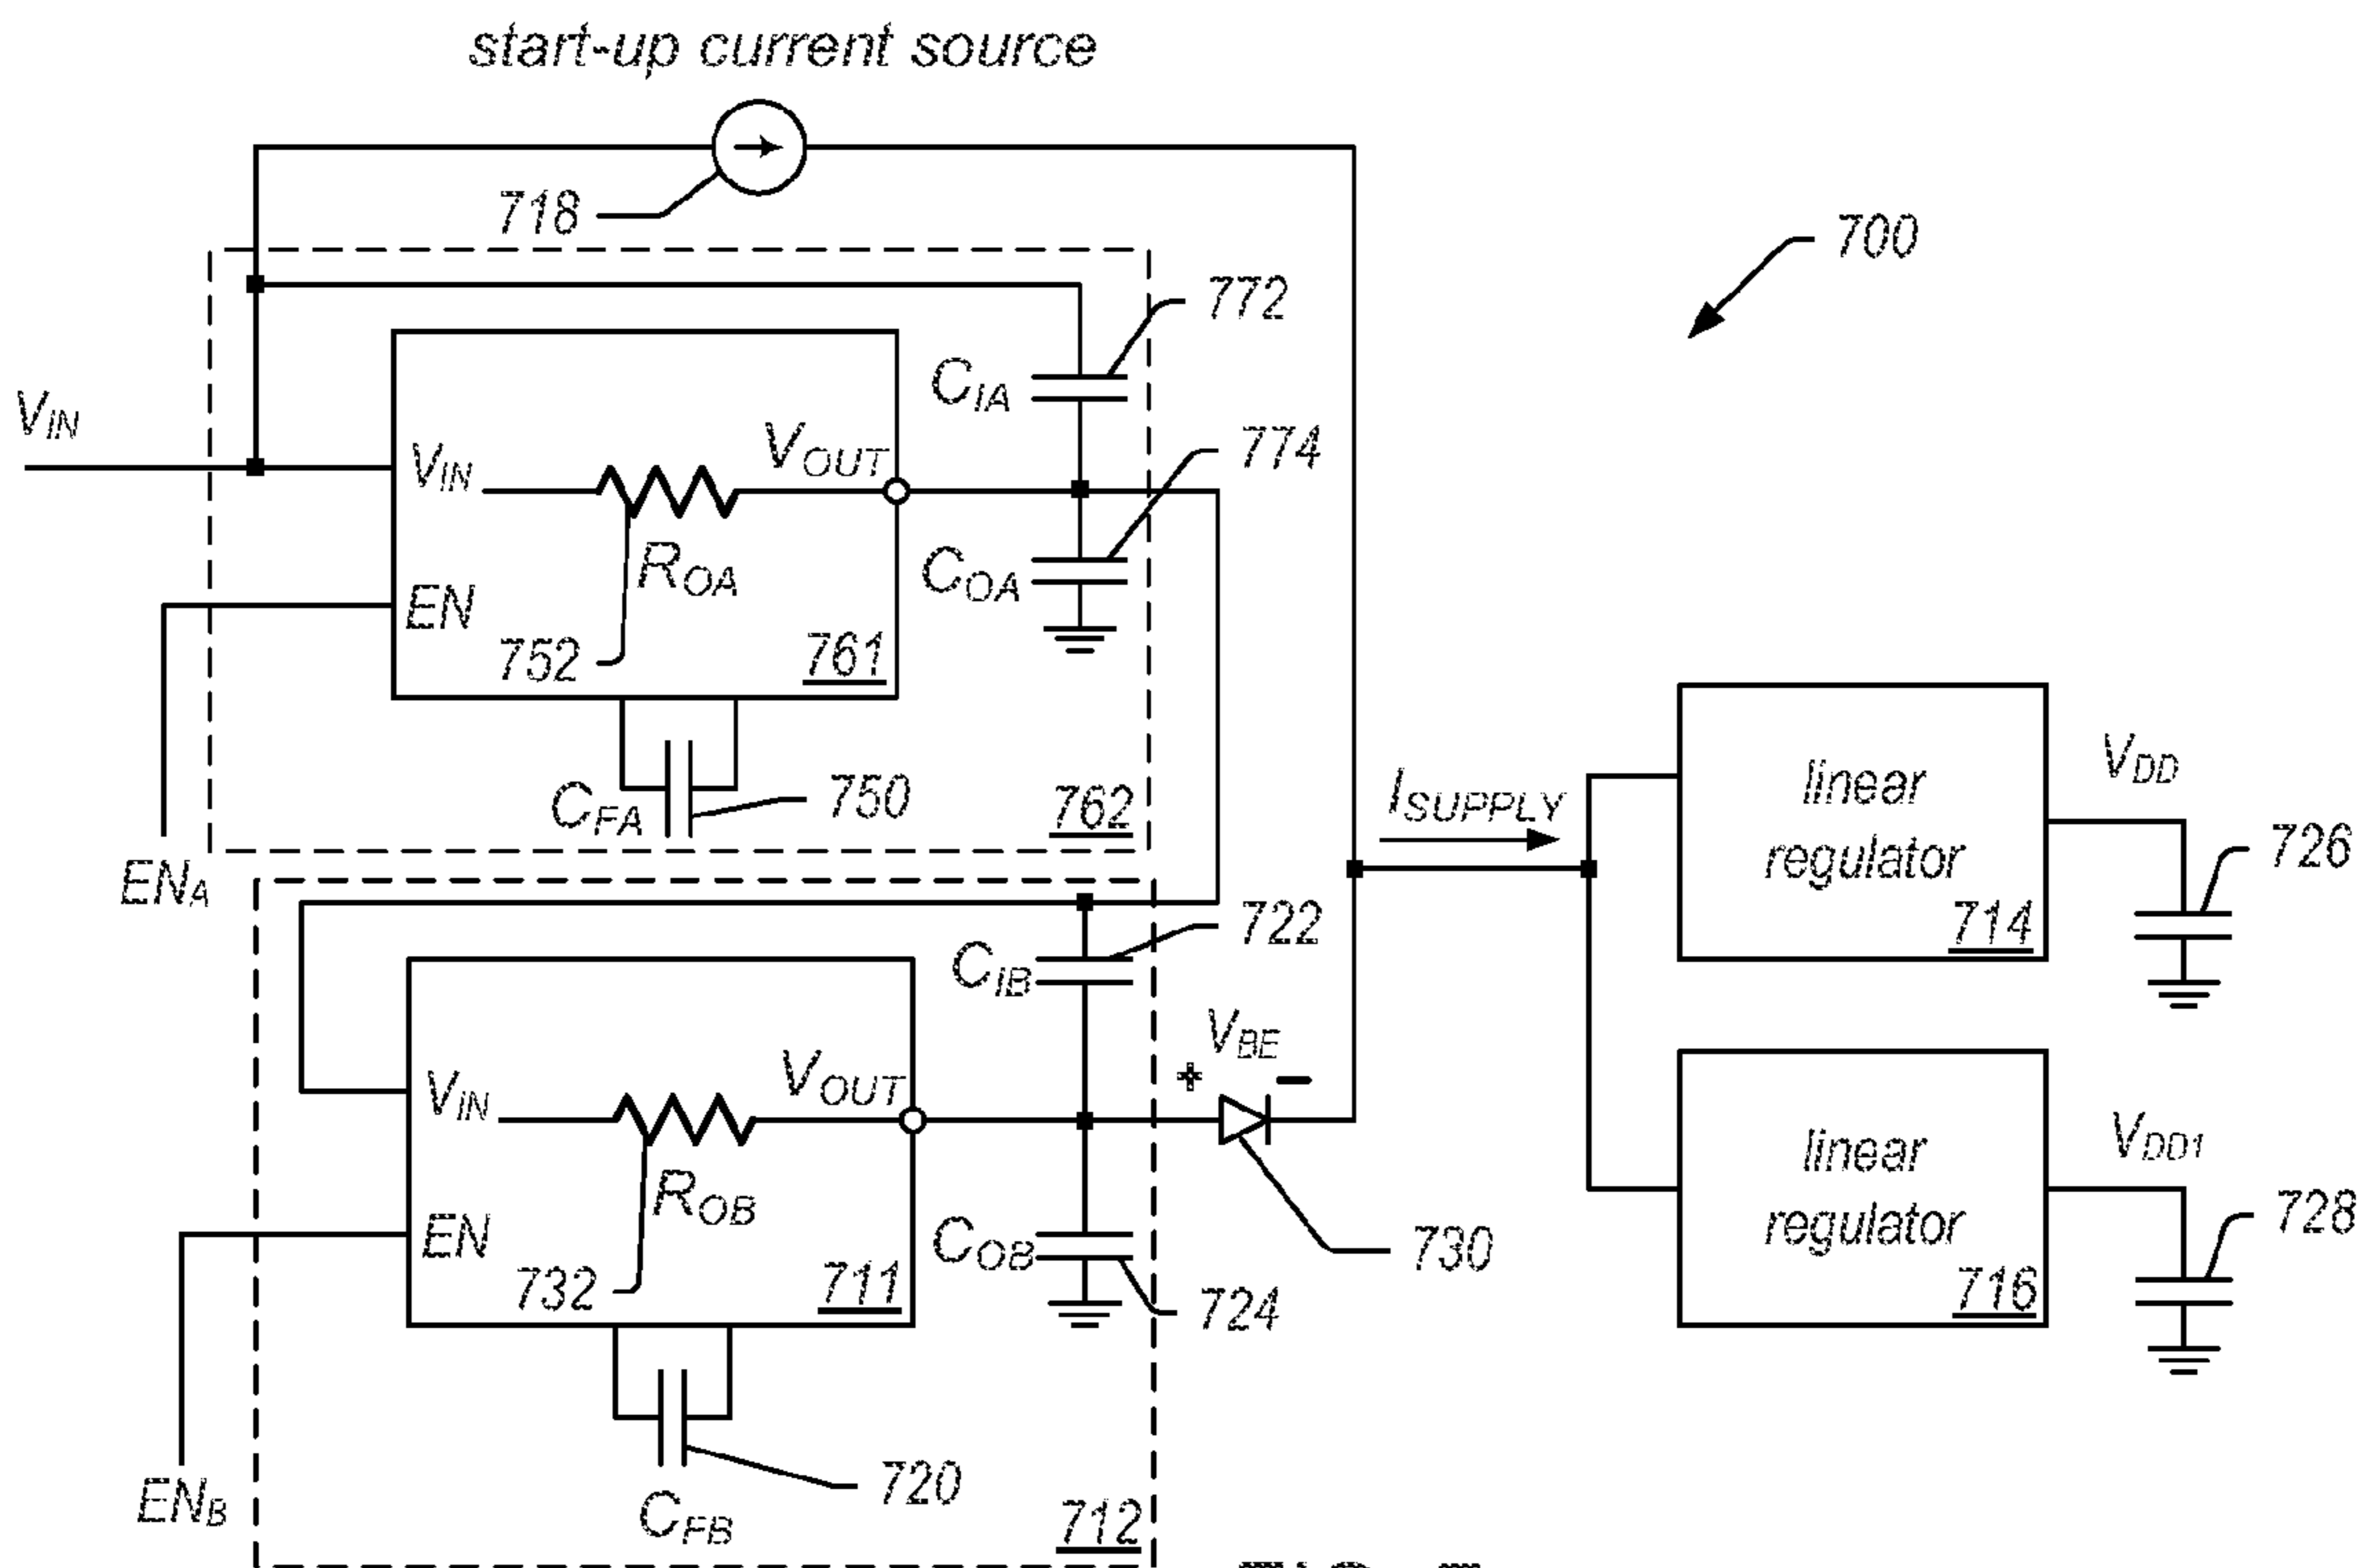 start-up current source
718
700
772
C_IA
V_IN
V_IN
V_OUT
774
R_OA
C_OA
EN
752
761
C_FA
750
762
EN_A
I_SUPPLY
linear
regulator
714
V_DD
726
722
C_IB
V_BE
+
-
V_IN
V_OUT
R_OB
EN
732
711
C_OB
724
730
linear
regulator
716
V_DD1
728
EN_B
C_FB
720
712